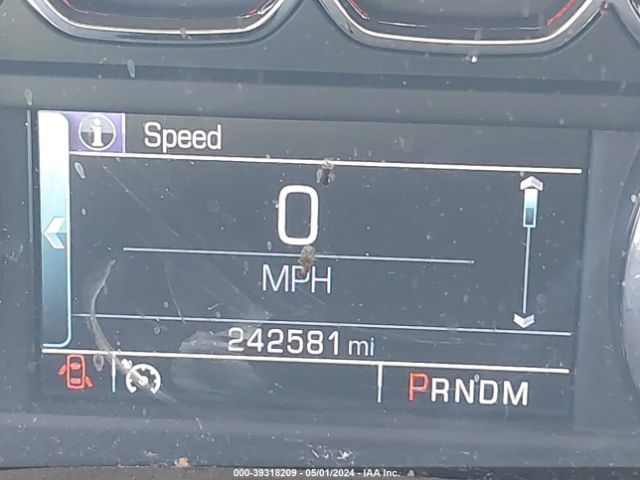 i Speed
0
MPH
242581 mi
PRNDM
000-39318209 - 05/01/2024 - IAA Inc.